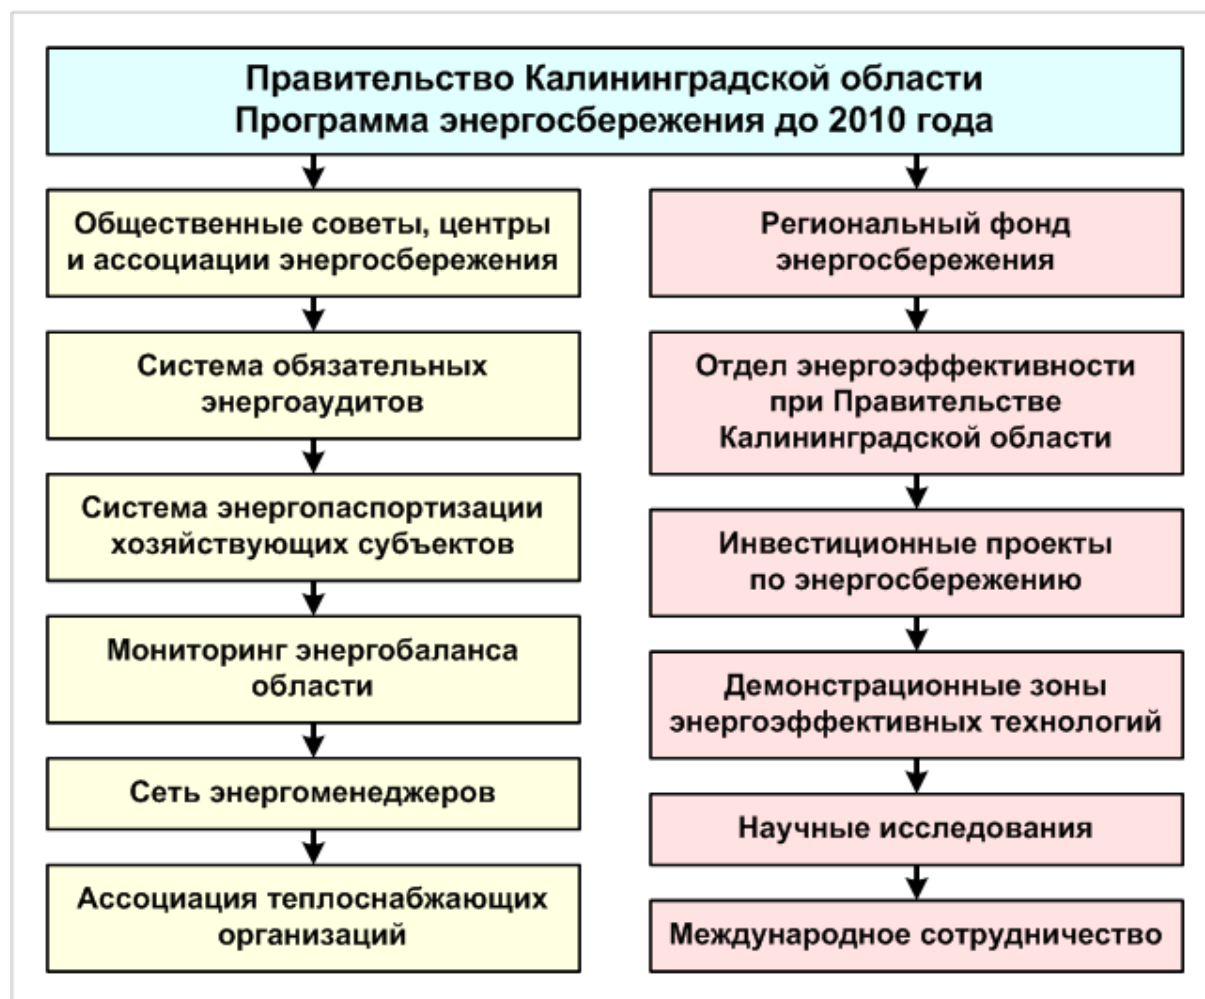 Правительство Калининградской области
Программа энергосбережения до 2010 года
Общественные советы, центры
и ассоциации энергосбережения
Система обязательных
энергоаудитов
Система энергопаспортизации
хозяйствующих субъектов
Мониторинг энергобаланса
области
Сеть энергоменеджеров
Ассоциация теплоснабжающих
организаций
Региональный фонд
энергосбережения
Отдел энергоэффективности
при Правительстве
Калининградской области
Инвестиционные проекты
по энергосбережению
Демонстрационные зоны
энергоэффективных технологий
Научные исследования
Международное сотрудничество